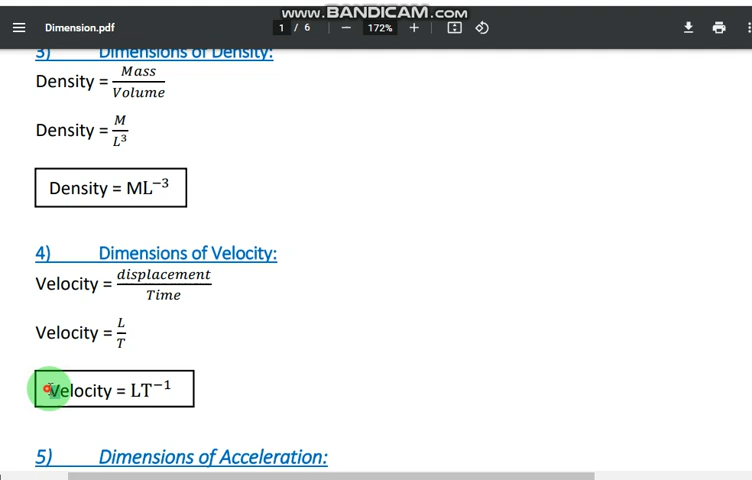 www.BANDICAM.com
Dimension.pdf 1 / 6 172%
3) Dimensions of Density:
Density = Mass / Volume
Density = M / L³
Density = ML⁻³
4) Dimensions of Velocity:
Velocity = displacement / Time
Velocity = L / T
Velocity = LT⁻¹
5) Dimensions of Acceleration: